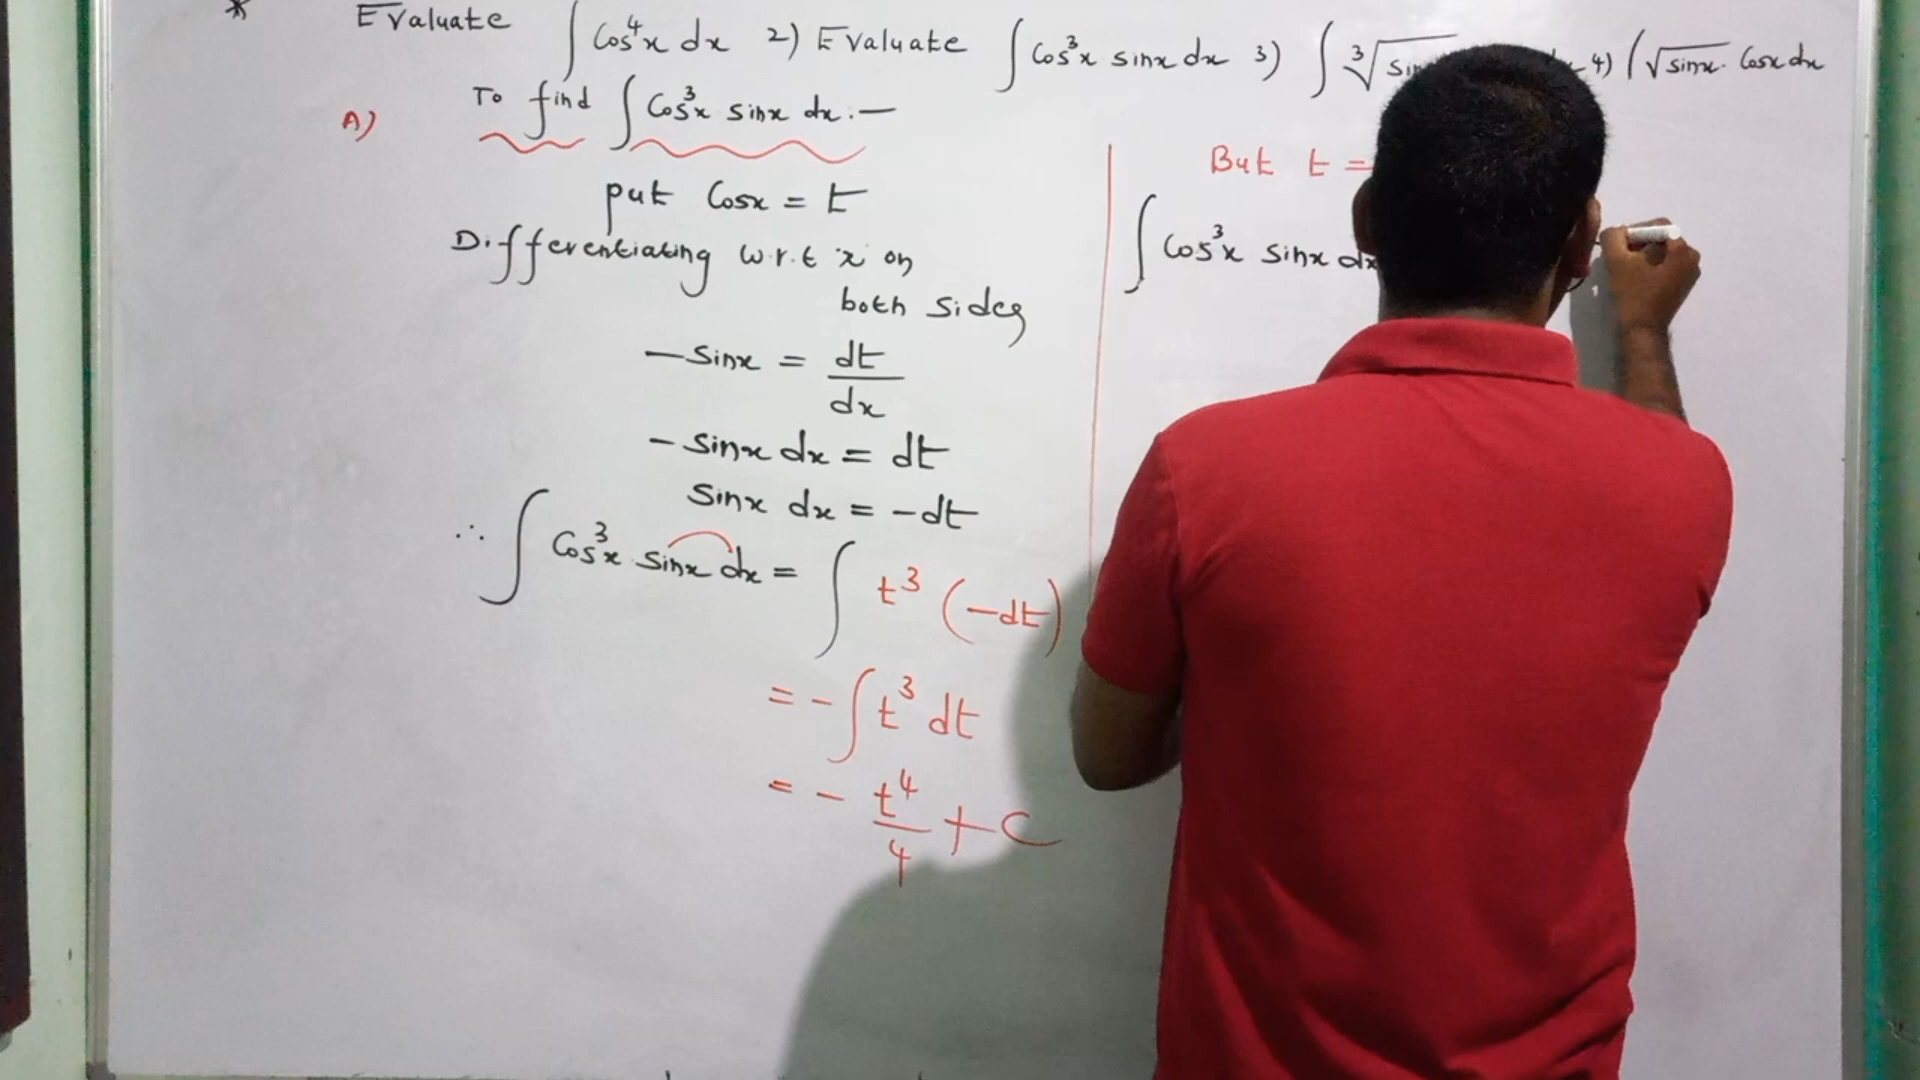 * Evaluate ∫ Cos⁴x dx 2) Evaluate ∫ Cos³x sinx dx 3) ∫ ∛ 4) ∫ √sinx. Cosx dx
A) To find ∫ Cos³x sinx dx :-
put Cosx = t
Differentiating w.r.t x on
both sides
- sinx = dt/dx
- sinx dx = dt
sinx dx = -dt
∴ ∫ Cos³x sinx dx = ∫ t³ (-dt)
= - ∫ t³ dt
= - t⁴/4 + C
But t =
∫ Cos³x sinx dx